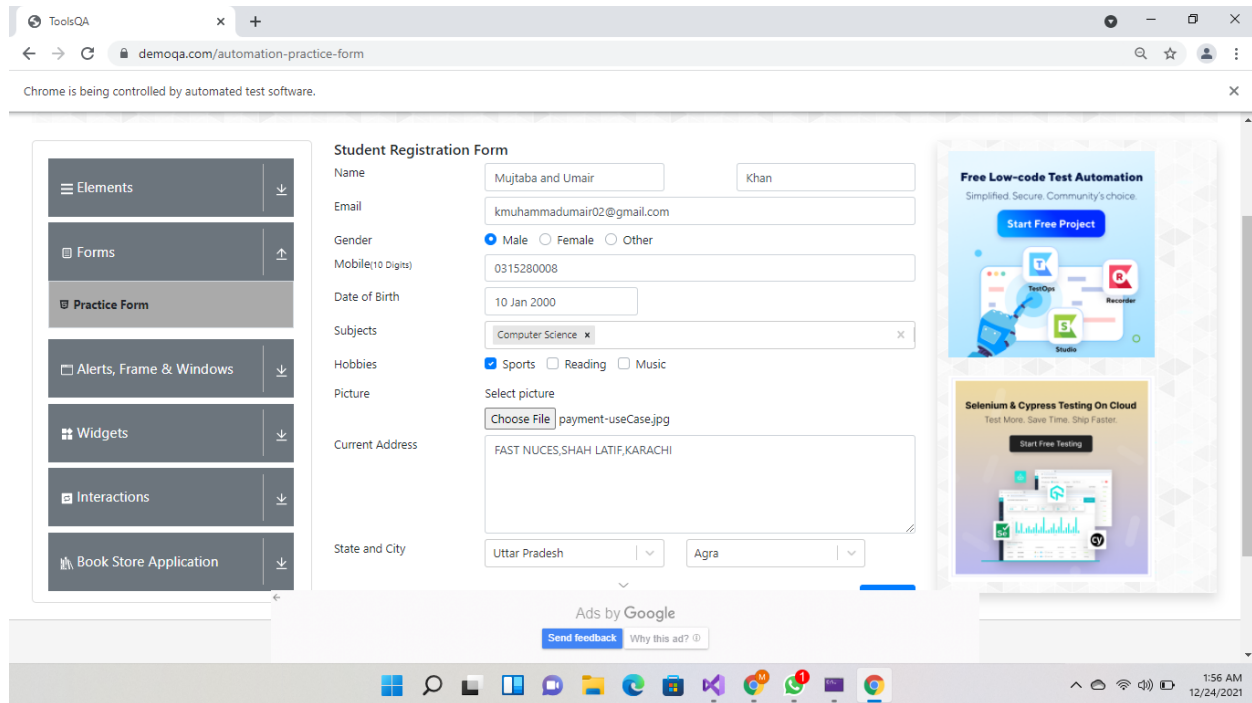 ToolsQA
demoqa.com/automation-practice-form
Chrome is being controlled by automated test software.
Elements
Forms
Practice Form
Alerts, Frame & Windows
Widgets
Interactions
Book Store Application
Student Registration Form
Name Mujtaba and Umair Khan
Email kmuhammadumair02@gmail.com
Gender Male Female Other
Mobile(10 Digits) 0315280008
Date of Birth 10 Jan 2000
Subjects Computer Science
Hobbies Sports Reading Music
Picture Select picture
Choose File payment-useCase.jpg
Current Address FAST NUCES,SHAH LATIF,KARACHI
State and City Uttar Pradesh Agra
Free Low-code Test Automation
Simplified. Secure. Community's choice.
Start Free Project
TestOps
Recorder
Studio
Selenium & Cypress Testing On Cloud
Test More. Save Time. Ship Faster.
Start Free Testing
Ads by Google
Send feedback Why this ad?
1:56 AM
12/24/2021